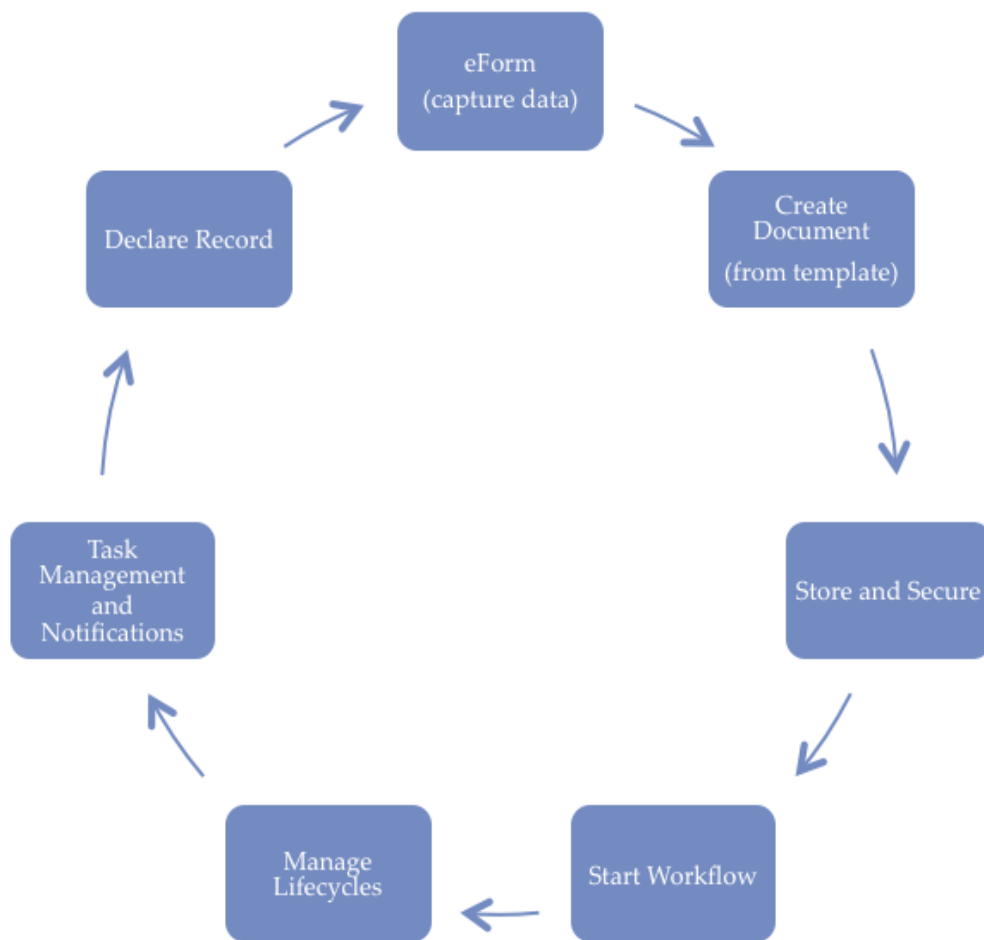 eForm
(capture data)
Create
Document
(from template)
Store and Secure
Start Workflow
Manage
Lifecycles
Task
Management
and
Notifications
Declare Record